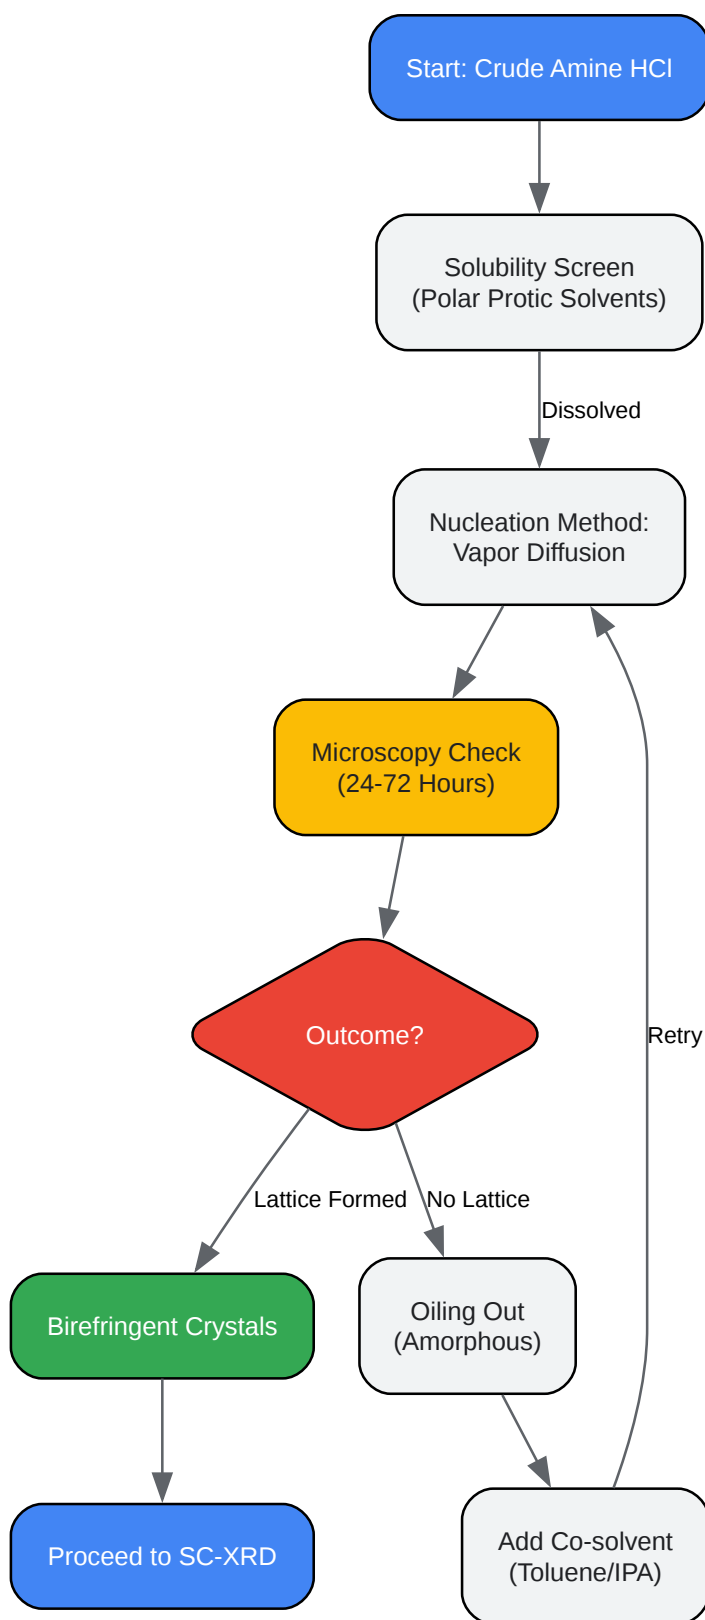 Start: Crude Amine HCl
Solubility Screen
(Polar Protic Solvents)
Dissolved
Nucleation Method:
Vapor Diffusion
Microscopy Check
(24-72 Hours)
Outcome?
Retry
Lattice Formed
No Lattice
Birefringent Crystals
Oiling Out
(Amorphous)
Proceed to SC-XRD
Add Co-solvent
(Toluene/IPA)